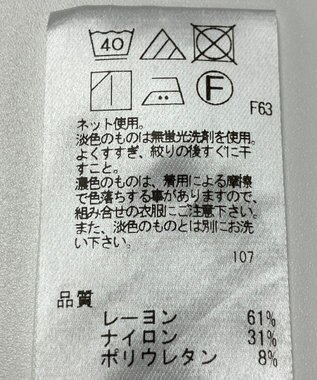 40
F
F63
ネット使用。
淡色のものは無蛍光洗剤を使用。
よくすすぎ、絞りの後すぐに干
すこと。
濃色のものは、着用による摩擦
で色落ちする事がありますので、
組み合せの衣服にご注意下さい。
また、淡色のものとは別にお洗
い下さい。
107
品質
レーヨン 61%
ナイロン 31%
ポリウレタン 8%